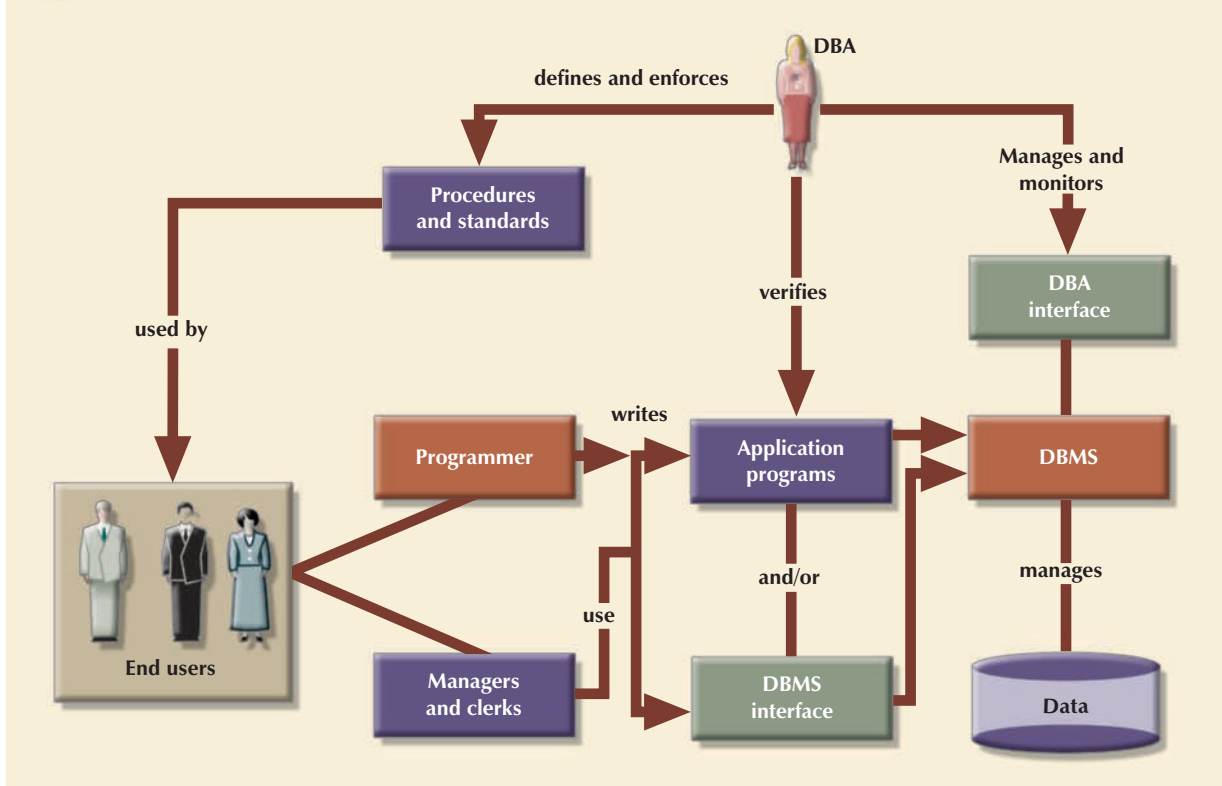 DBA
defines and enforces
Manages and
monitors
Procedures
and standards
DBA
interface
verifies
used by
writes
Programmer
Application
programs
DBMS
and/or
manages
use
End users
Managers
and clerks
DBMS
interface
Data